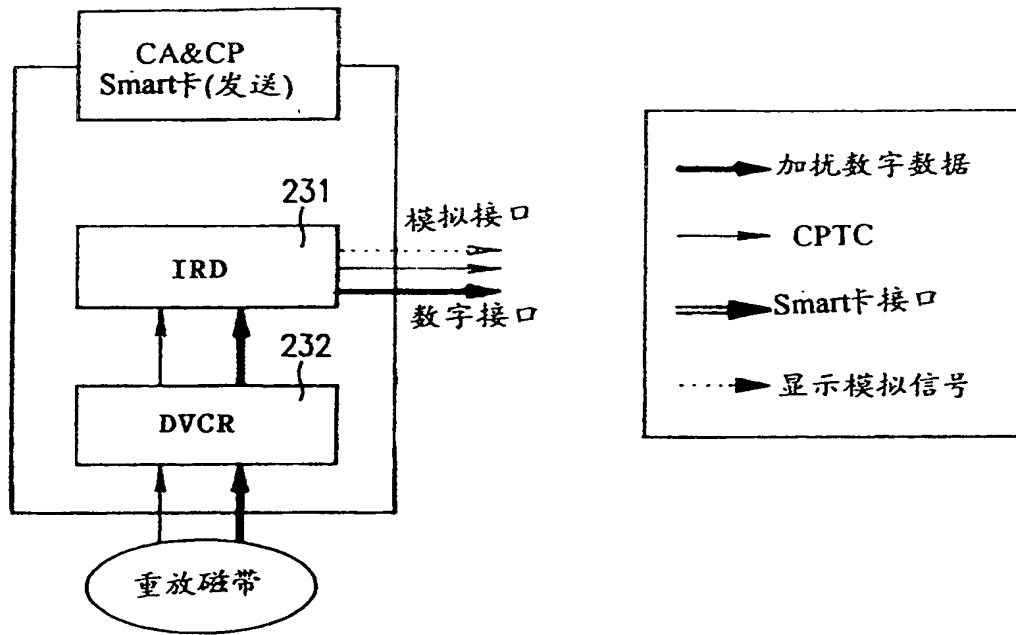 CA&CP
Smart卡(发送)
231
IRD
模拟接口
数字接口
232
DVCR
重放磁带
加扰数字数据
CPTC
Smart卡接口
显示模拟信号